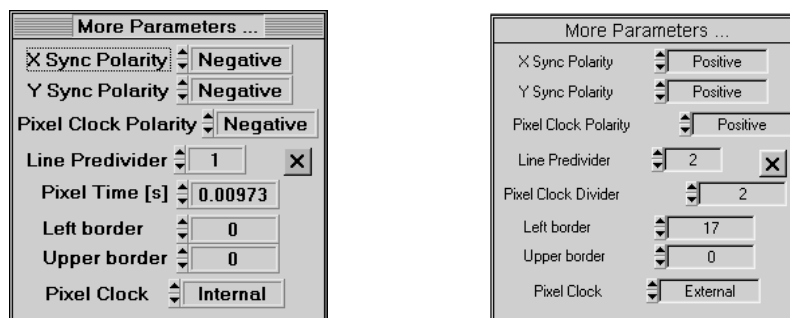 More Parameters ...
X Sync Polarity Negative
Y Sync Polarity Negative
Pixel Clock Polarity Negative
Line Predivider 1
Pixel Time [s] 0.00973
Left border 0
Upper border 0
Pixel Clock Internal
More Parameters ...
X Sync Polarity Positive
Y Sync Polarity Positive
Pixel Clock Polarity Positive
Line Predivider 2
Pixel Clock Divider 2
Left border 17
Upper border 0
Pixel Clock External